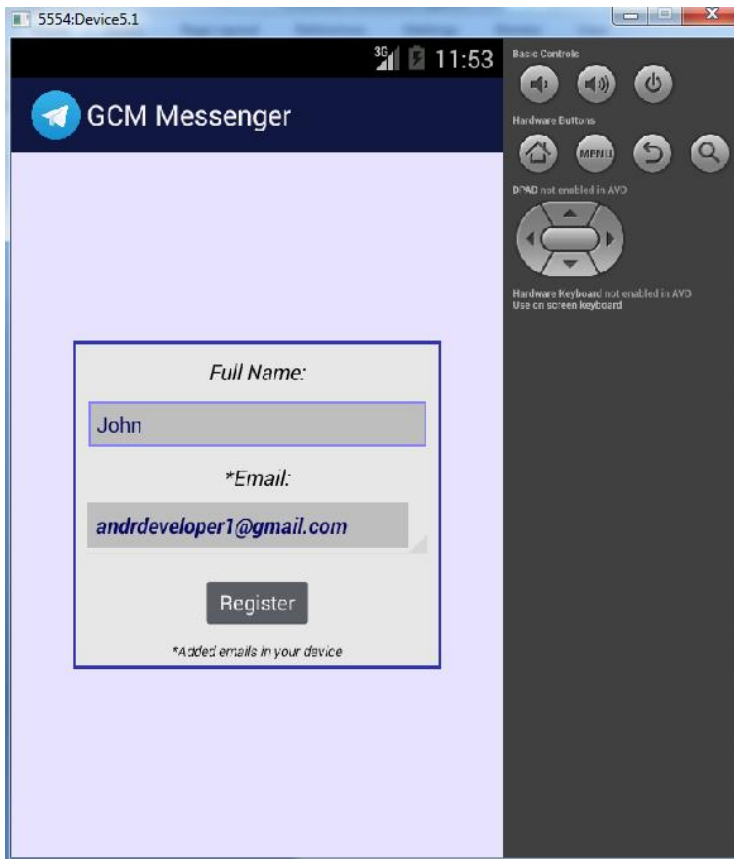 5554:Device5.1
3G 11:53
GCM Messenger
Full Name:
John
*Email:
andrdeveloper1@gmail.com
Register
*Added emails in your device
Basic Controls
Hardware Buttons
MENU
DPAD not enabled in AVD
Hardware Keyboard not enabled in AVD
Use on screen keyboard